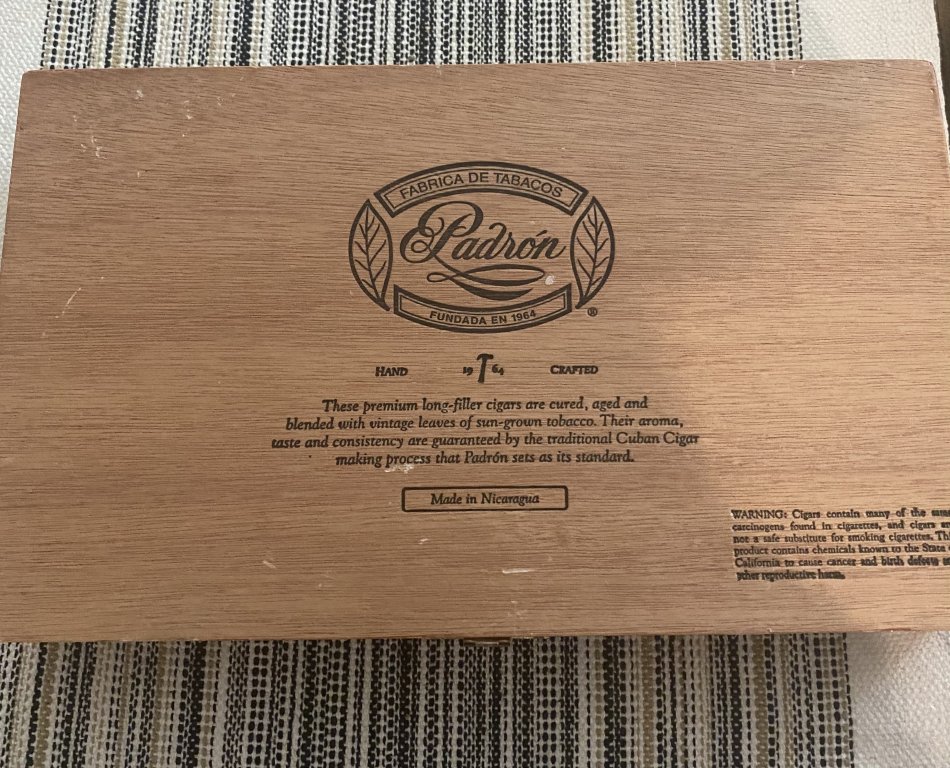 FABRICA DE TABACOS
Padrón
FUNDADA EN 1964
®
HAND 19 64 CRAFTED
These premium long-filler cigars are cured, aged and
blended with vintage leaves of sun-grown tobacco. Their aroma,
taste and consistency are guaranteed by the traditional Cuban Cigar
making process that Padrón sets as its standard.
Made in Nicaragua
WARNING: Cigars contain many of the
carcinogens found in cigarettes, and cigars
not a safe substitute for smoking cigarettes.
product contains chemicals known to the State
California to cause cancer and birth defects
other reproductive harm.